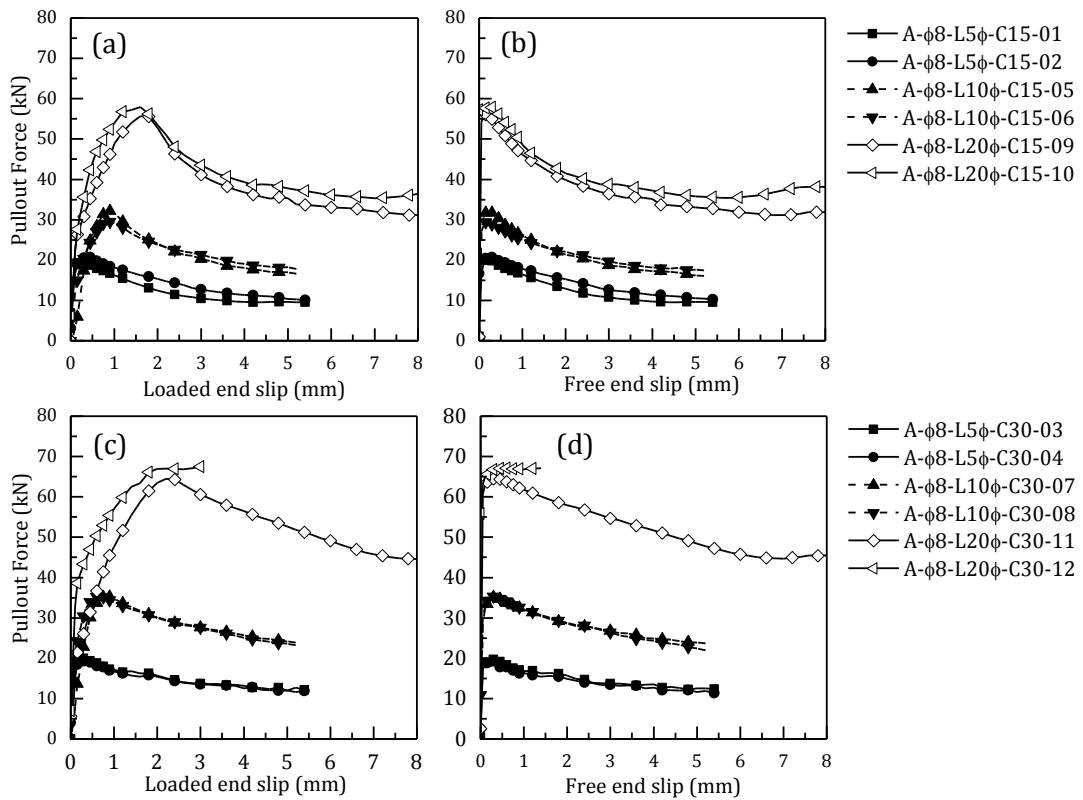 (a)
Pullout Force (kN)
80
70
60
50
40
30
20
10
0
0 1 2 3 4 5 6 7 8
Loaded end slip (mm)
(b)
80
70
60
50
40
30
20
10
0
0 1 2 3 4 5 6 7 8
Free end slip (mm)
A-ϕ8-L5ϕ-C15-01
A-ϕ8-L5ϕ-C15-02
A-ϕ8-L10ϕ-C15-05
A-ϕ8-L10ϕ-C15-06
A-ϕ8-L20ϕ-C15-09
A-ϕ8-L20ϕ-C15-10
(c)
Pullout Force (kN)
80
70
60
50
40
30
20
10
0
0 1 2 3 4 5 6 7 8
Loaded end slip (mm)
(d)
80
70
60
50
40
30
20
10
0
0 1 2 3 4 5 6 7 8
Free end slip (mm)
A-ϕ8-L5ϕ-C30-03
A-ϕ8-L5ϕ-C30-04
A-ϕ8-L10ϕ-C30-07
A-ϕ8-L10ϕ-C30-08
A-ϕ8-L20ϕ-C30-11
A-ϕ8-L20ϕ-C30-12